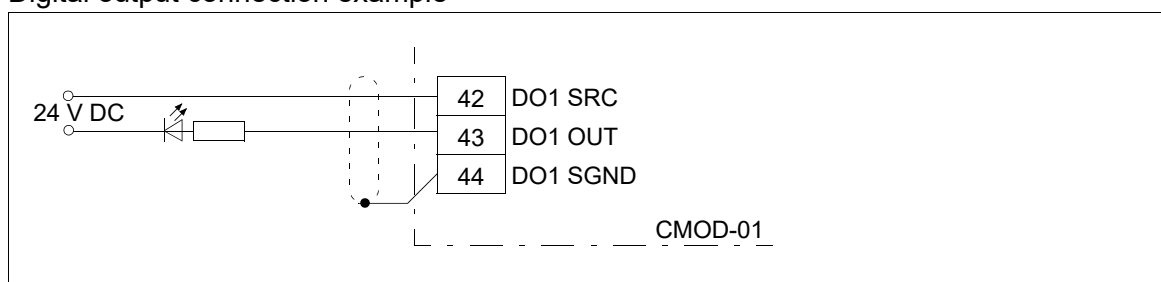 Digital output connection example
24 V DC
42 DO1 SRC
43 DO1 OUT
44 DO1 SGND
CMOD-01